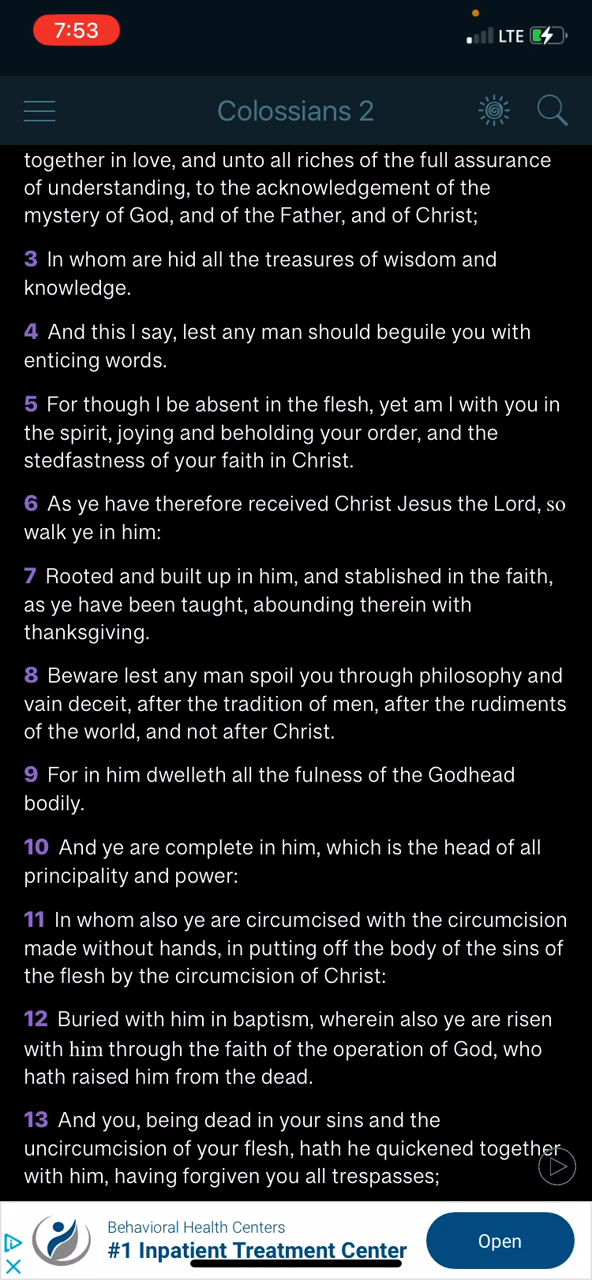 7:53
LTE
Colossians 2
together in love, and unto all riches of the full assurance
of understanding, to the acknowledgement of the
mystery of God, and of the Father, and of Christ;
3 In whom are hid all the treasures of wisdom and
knowledge.
4 And this I say, lest any man should beguile you with
enticing words.
5 For though I be absent in the flesh, yet am I with you in
the spirit, joying and beholding your order, and the
stedfastness of your faith in Christ.
6 As ye have therefore received Christ Jesus the Lord, so
walk ye in him:
7 Rooted and built up in him, and stablished in the faith,
as ye have been taught, abounding therein with
thanksgiving.
8 Beware lest any man spoil you through philosophy and
vain deceit, after the tradition of men, after the rudiments
of the world, and not after Christ.
9 For in him dwelleth all the fulness of the Godhead
bodily.
10 And ye are complete in him, which is the head of all
principality and power:
11 In whom also ye are circumcised with the circumcision
made without hands, in putting off the body of the sins of
the flesh by the circumcision of Christ:
12 Buried with him in baptism, wherein also ye are risen
with him through the faith of the operation of God, who
hath raised him from the dead.
13 And you, being dead in your sins and the
uncircumcision of your flesh, hath he quickened together
with him, having forgiven you all trespasses;
Behavioral Health Centers
#1 Inpatient Treatment Center
Open